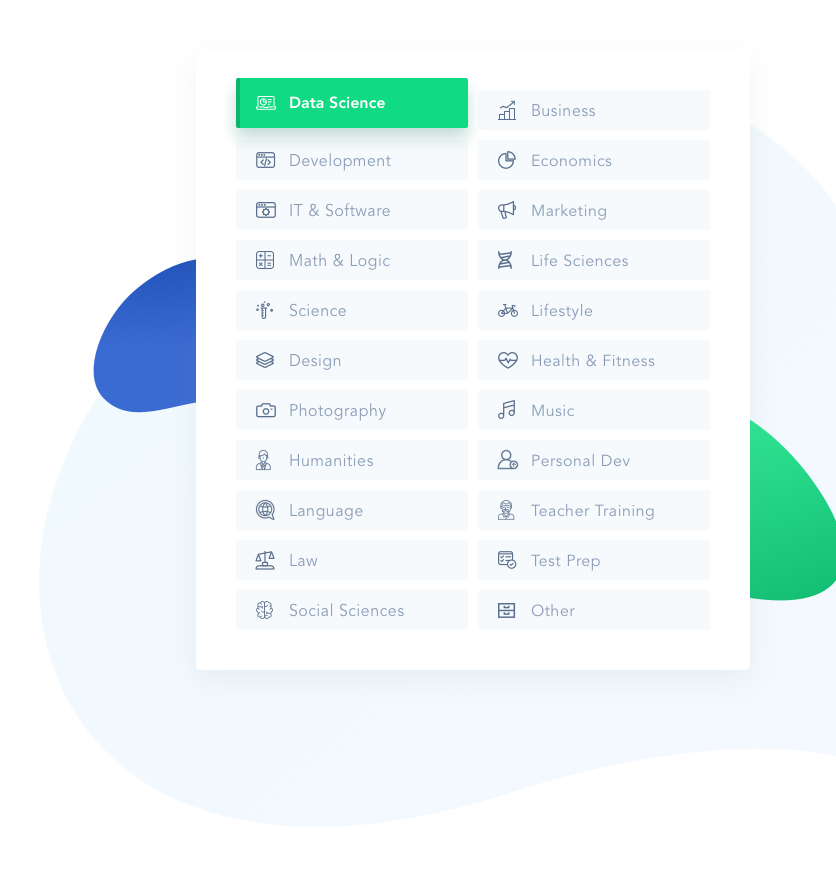 Data Science
Business
Development
Economics
IT & Software
Marketing
Math & Logic
Life Sciences
Science
Lifestyle
Design
Health & Fitness
Photography
Music
Humanities
Personal Dev
Language
Teacher Training
Law
Test Prep
Social Sciences
Other